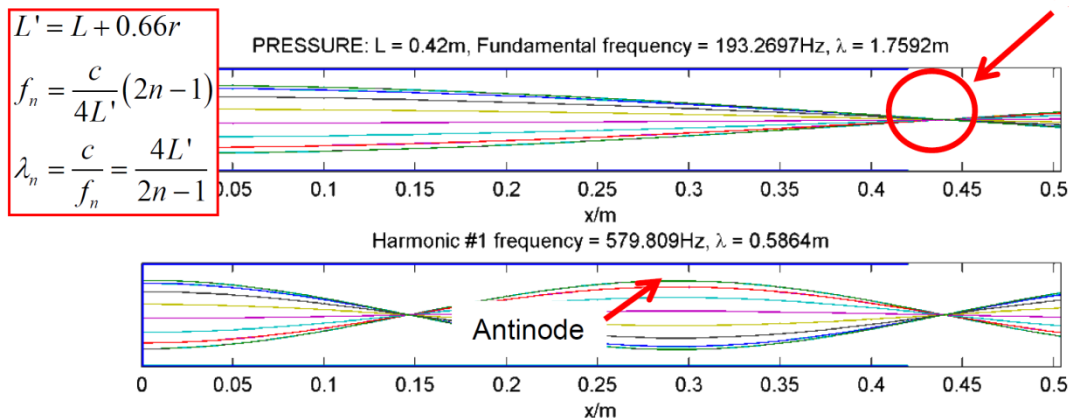 L' = L + 0.66r
f_n = c/4L' (2n − 1)
λ_n = c/f_n = 4L'/2n − 1
PRESSURE: L = 0.42m, Fundamental frequency = 193.2697Hz, λ = 1.7592m
0.05 0.1 0.15 0.2 0.25 0.3 0.35 0.4 0.45 0.5
x/m
Harmonic #1 frequency = 579.809Hz, λ = 0.5864m
Antinode
0 0.05 0.1 0.15 0.2 0.25 0.3 0.35 0.4 0.45 0.5
x/m